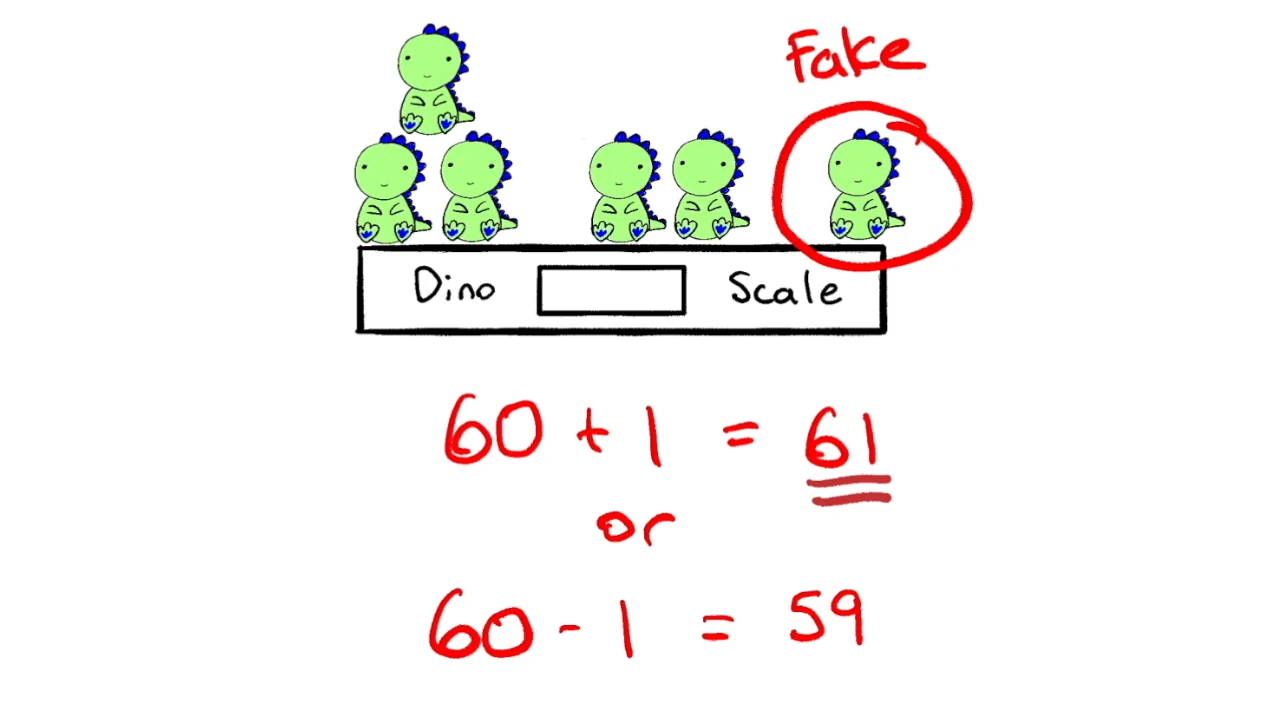 Fake
Dino Scale
60 + 1 = 61
or
60 - 1 = 59